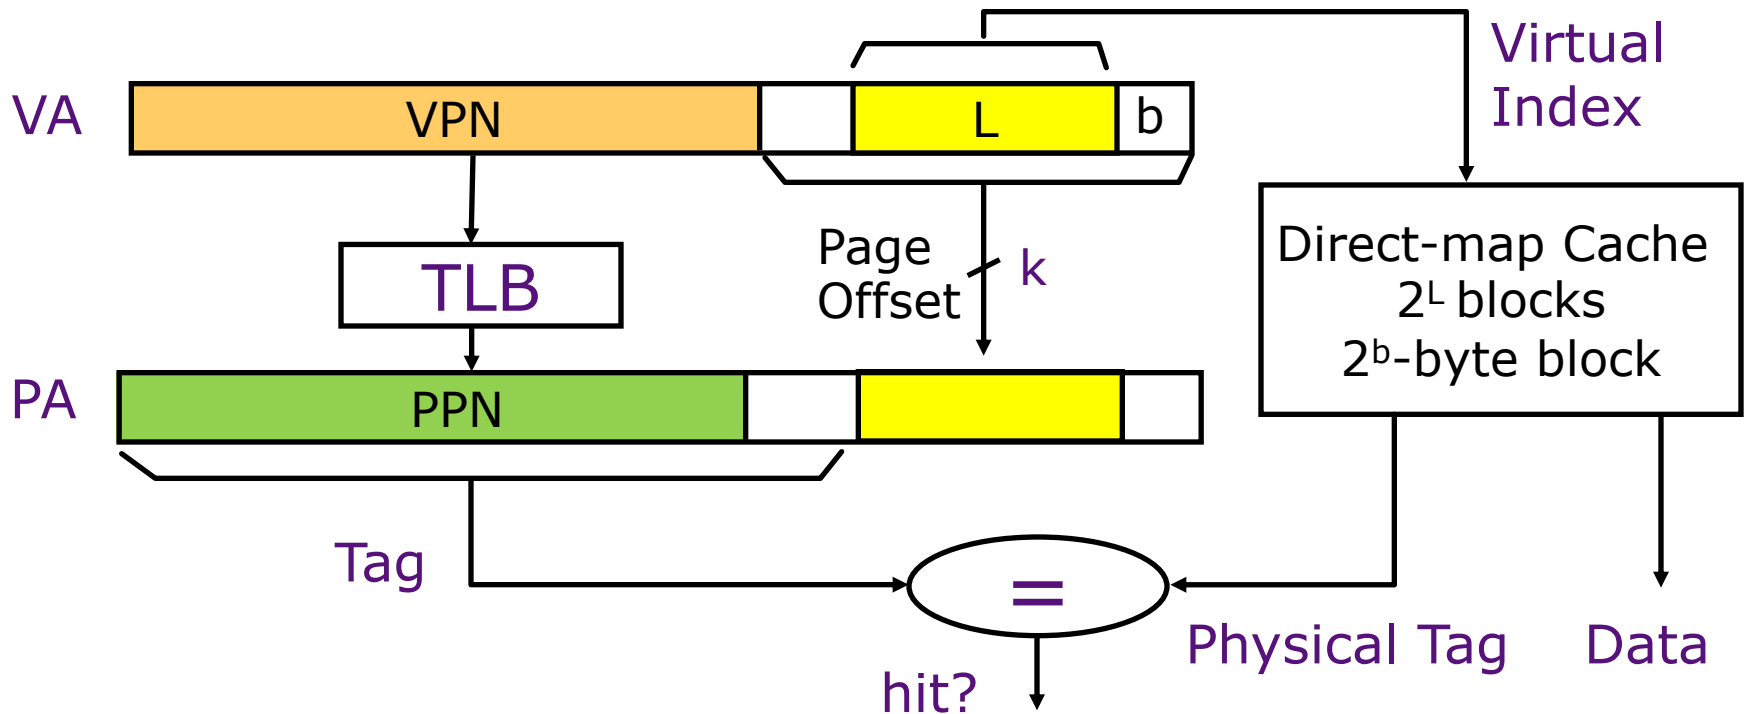 Virtual
Index
VA
VPN
L
b
TLB
Page
Offset
k
Direct-map Cache
2ᴸ blocks
2ᵇ-byte block
PA
PPN
Tag
=
Physical Tag
Data
hit?